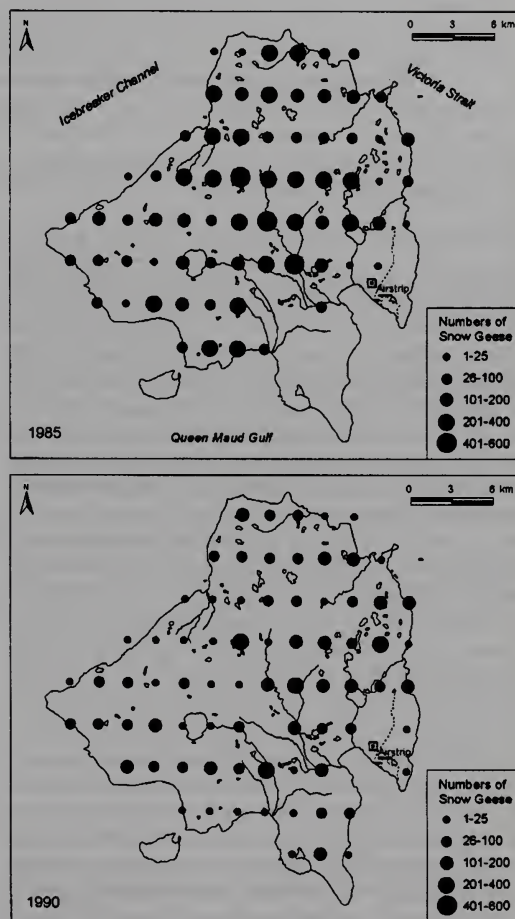 N
0 3 6 km
Icebreaker Channel
Victoria Strait
Airstrip
Numbers of
Snow Geese
1-25
26-100
101-200
201-400
401-600
1985
Queen Maud Gulf
N
0 3 6 km
Airstrip
Numbers of
Snow Geese
1-25
26-100
101-200
201-400
401-600
1990